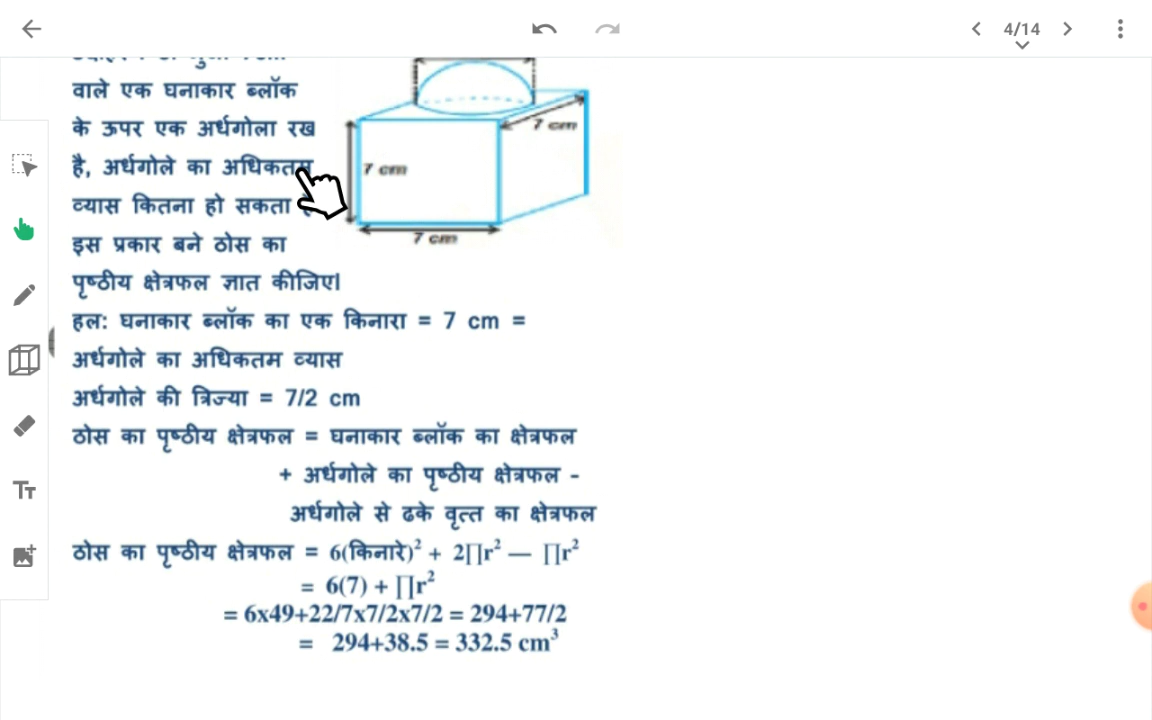 4/14
वाले एक घनाकार ब्लॉक
के ऊपर एक अर्धगोला रख
है, अर्धगोले का अधिकतम
व्यास कितना हो सकता
इस प्रकार बने ठोस का
पृष्ठीय क्षेत्रफल ज्ञात कीजिए।
7 cm
7 cm
7 cm
हल: घनाकार ब्लॉक का एक किनारा = 7 cm =
अर्धगोले का अधिकतम व्यास
अर्धगोले की त्रिज्या = 7/2 cm
ठोस का पृष्ठीय क्षेत्रफल = घनाकार ब्लॉक का क्षेत्रफल
+ अर्धगोले का पृष्ठीय क्षेत्रफल -
अर्धगोले से ढके वृत्त का क्षेत्रफल
ठोस का पृष्ठीय क्षेत्रफल = 6(किनारे)² + 2∏r² — ∏r²
= 6(7) + ∏r²
= 6x49+22/7x7/2x7/2 = 294+77/2
= 294+38.5 = 332.5 cm³
Tт